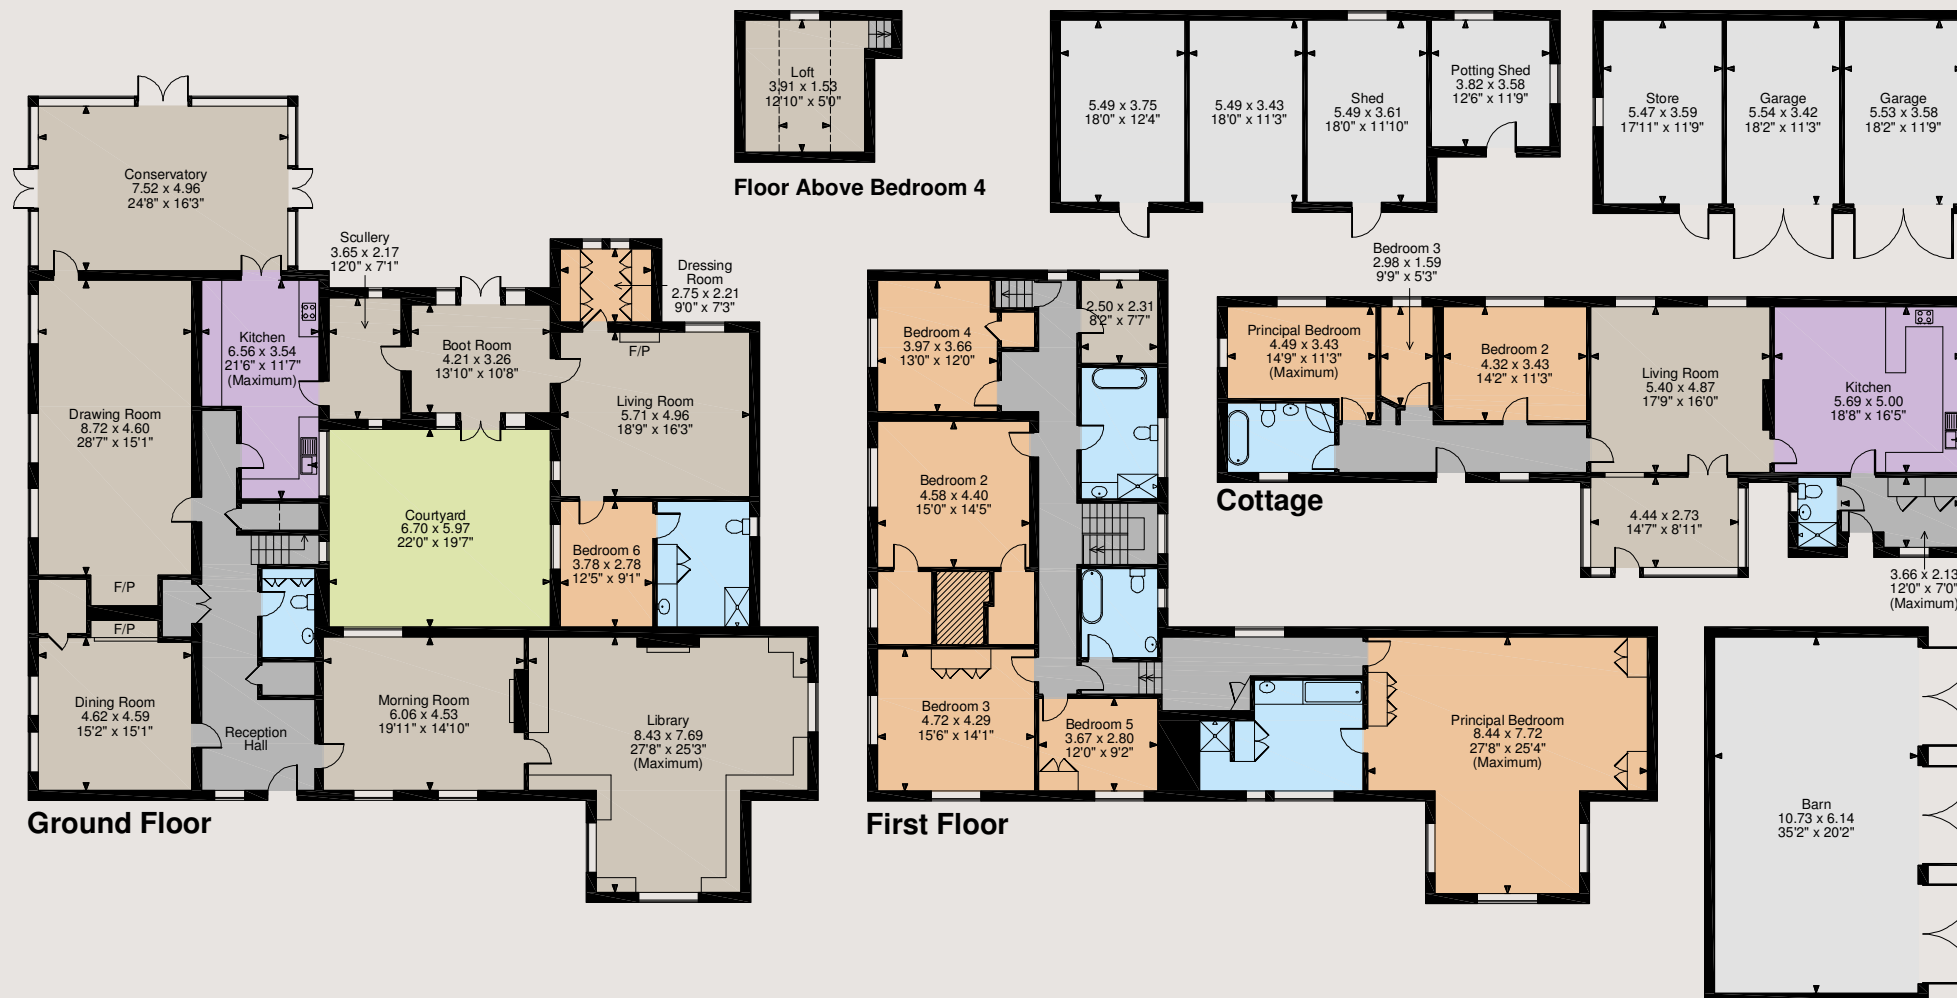 Loft
3.91 x 1.53
12'10" x 5'0"
Floor Above Bedroom 4
5.49 x 3.75
18'0" x 12'4"
5.49 x 3.43
18'0" x 11'3"
Shed
5.49 x 3.61
18'0" x 11'10"
Potting Shed
3.82 x 3.58
12'6" x 11'9"
Store
5.47 x 3.59
17'11" x 11'9"
Garage
5.54 x 3.42
18'2" x 11'3"
Garage
5.53 x 3.58
18'2" x 11'9"
Conservatory
7.52 x 4.96
24'8" x 16'3"
Scullery
3.65 x 2.17
12'0" x 7'1"
Dressing
Room
2.75 x 2.21
9'0" x 7'3"
Kitchen
6.56 x 3.54
21'6" x 11'7"
(Maximum)
Boot Room
4.21 x 3.26
13'10" x 10'8"
F/P
Living Room
5.71 x 4.96
18'9" x 16'3"
Drawing Room
8.72 x 4.60
28'7" x 15'1"
Courtyard
6.70 x 5.97
22'0" x 19'7"
Bedroom 6
3.78 x 2.78
12'5" x 9'1"
F/P
F/P
Dining Room
4.62 x 4.59
15'2" x 15'1"
Reception
Hall
Morning Room
6.06 x 4.53
19'11" x 14'10"
Library
8.43 x 7.69
27'8" x 25'3"
(Maximum)
Ground Floor
Bedroom 4
3.97 x 3.66
13'0" x 12'0"
2.50 x 2.31
8'2" x 7'7"
Bedroom 2
4.58 x 4.40
15'0" x 14'5"
Bedroom 3
4.72 x 4.29
15'6" x 14'1"
Bedroom 5
3.67 x 2.80
12'0" x 9'2"
Principal Bedroom
8.44 x 7.72
27'8" x 25'4"
(Maximum)
First Floor
Bedroom 3
2.98 x 1.59
9'9" x 5'3"
Principal Bedroom
4.49 x 3.43
14'9" x 11'3"
(Maximum)
Bedroom 2
4.32 x 3.43
14'2" x 11'3"
Living Room
5.40 x 4.87
17'9" x 16'0"
Kitchen
5.69 x 5.00
18'8" x 16'5"
Cottage
4.44 x 2.73
14'7" x 8'11"
3.66 x 2.13
12'0" x 7'0"
(Maximum)
Barn
10.73 x 6.14
35'2" x 20'2"